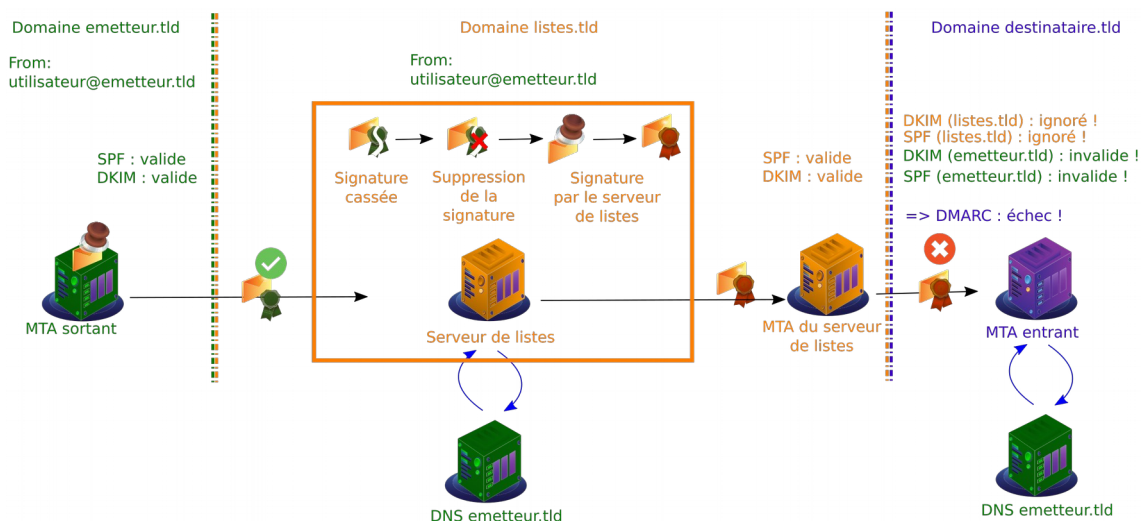 Domaine emetteur.tld
Domaine listes.tld
Domaine destinataire.tld
From:
utilisateur@emetteur.tld
From:
utilisateur@emetteur.tld
SPF : valide
DKIM : valide
Signature
cassée
Suppression
de la
signature
Signature
par le serveur
de listes
SPF : valide
DKIM : valide
DKIM (listes.tld) : ignoré !
SPF (listes.tld) : ignoré !
DKIM (emetteur.tld) : invalide !
SPF (emetteur.tld) : invalide !
=> DMARC : échec !
MTA sortant
Serveur de listes
MTA du serveur
de listes
MTA entrant
DNS emetteur.tld
DNS emetteur.tld